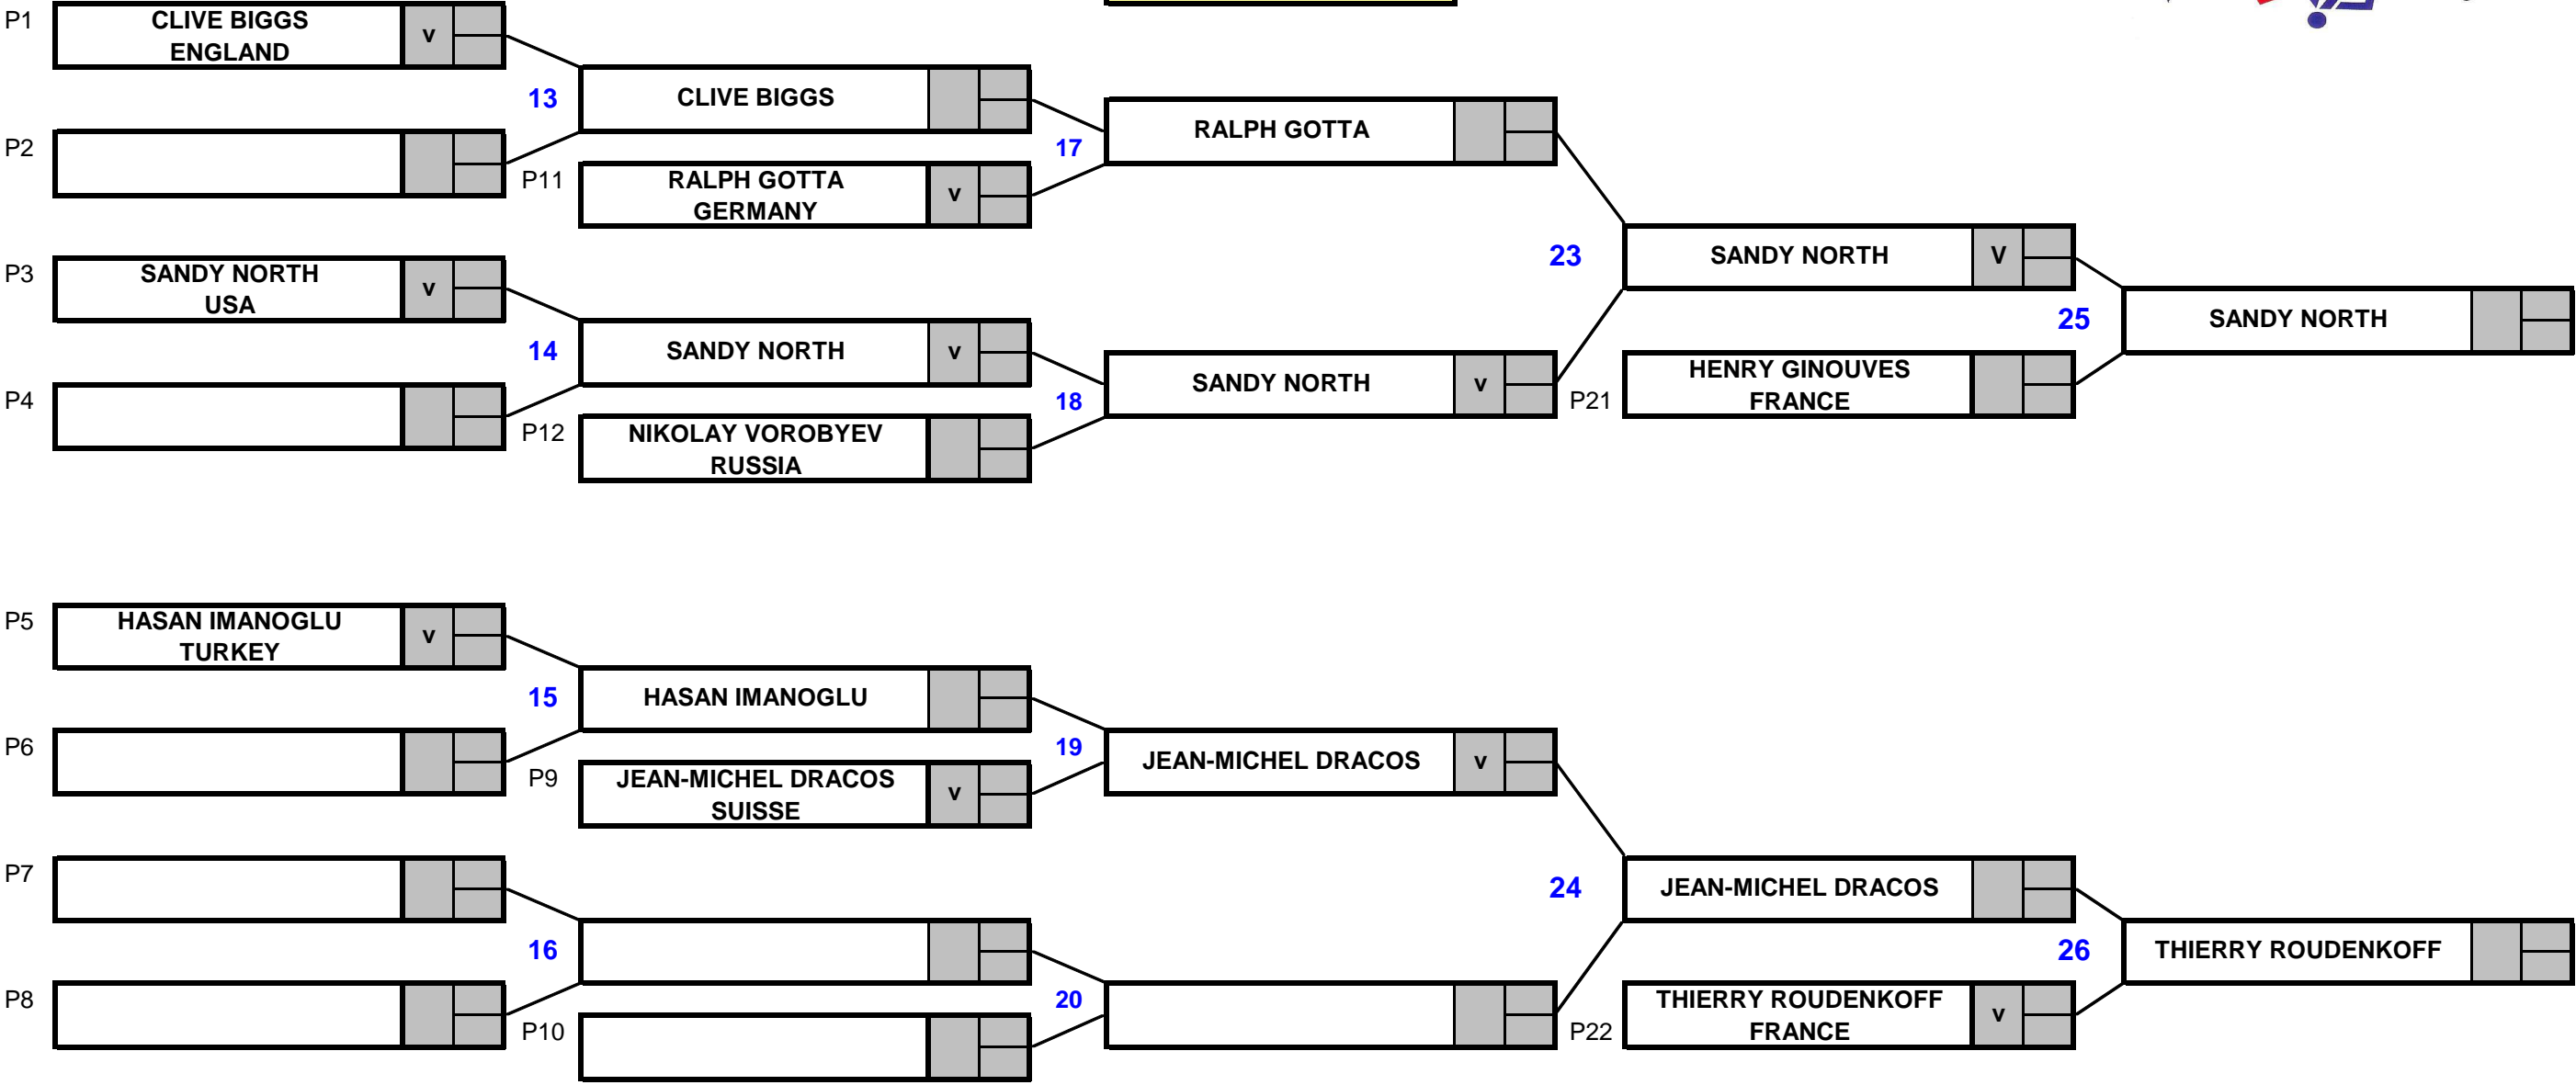 P1
CLIVE BIGGS
ENGLAND
v
13
CLIVE BIGGS
P2
P11
RALPH GOTTA
GERMANY
v
17
RALPH GOTTA
P3
SANDY NORTH
USA
v
14
SANDY NORTH
v
P4
P12
NIKOLAY VOROBYEV
RUSSIA
18
SANDY NORTH
v
23
SANDY NORTH
V
P21
HENRY GINOUVES
FRANCE
25
SANDY NORTH
P5
HASAN IMANOGLU
TURKEY
v
15
HASAN IMANOGLU
P6
P9
JEAN-MICHEL DRACOS
SUISSE
v
19
JEAN-MICHEL DRACOS
v
P7
16
P8
P10
20
24
JEAN-MICHEL DRACOS
P22
THIERRY ROUDENKOFF
FRANCE
v
26
THIERRY ROUDENKOFF